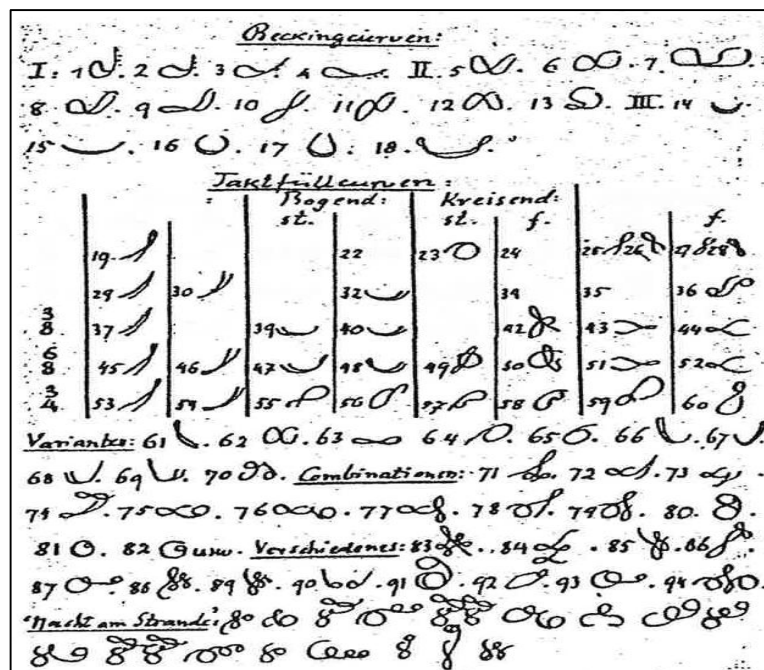 Beckingcurven:
I: 1 . 2 . 3 . 4 . II. 5 . 6 . 7 .
8 . 9 . 10 . 11 . 12 . 13 . III. 14
15 . 16 . 17 . 18 .
Taktfüllcurven:
: Bogend: Kreisend:
st. st. f. f.
19 22 23 24 25 26 27 28
29 30 32 34 35 36
3/8 37 39 40 42 43 44
6/8 45 46 47 48 49 50 51 52
3/4 53 54 55 56 57 58 59 60
Varianten: 61 . 62 . 63 64 . 65 . 66 . 67 .
68 . 69 . 70 . Combinationen: 71 . 72 . 73 .
74 . 75 . 76 . 77 . 78 . 79 . 80 .
81 . 82 usw. Verschiedenes: 83 . 84 . 85 . 86
87 . 88 . 89 . 90 . 91 . 92 . 93 . 94
"Nacht am Strande":